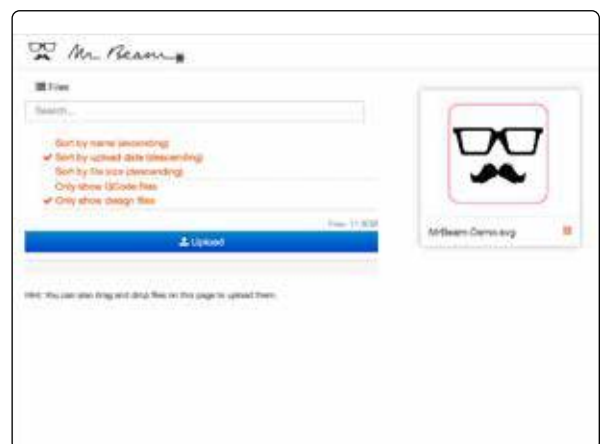 Mr Beam
Files
Search...
Sort by name (ascending)
Sort by upload date (descending)
Sort by file size (descending)
Only show GCode files
Only show design files
Upload
MrBeam-Demo.svg
Hint: You can also drag and drop files on this page to upload them.